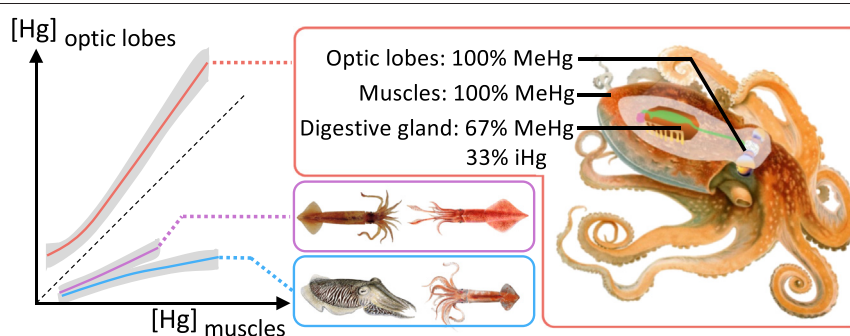 [Hg] optic lobes
Optic lobes: 100% MeHg
Muscles: 100% MeHg
Digestive gland: 67% MeHg
33% iHg
[Hg] muscles